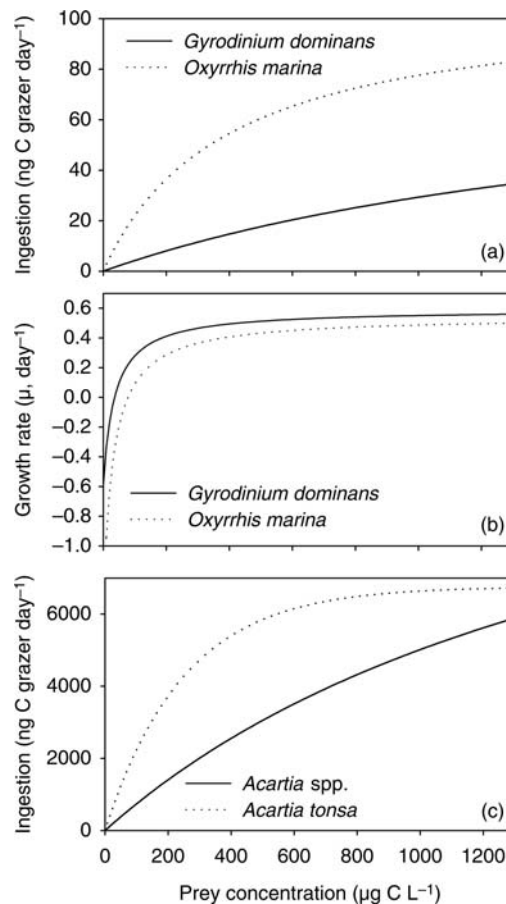 100
80
60
40
20
0
Ingestion (ng C grazer day⁻¹)
Gyrodinium dominans
Oxyrrhis marina
(a)
0.6
0.4
0.2
0.0
−0.2
−0.4
−0.6
−0.8
−1.0
Growth rate (μ, day⁻¹)
Gyrodinium dominans
Oxyrrhis marina
(b)
6000
4000
2000
0
Ingestion (ng C grazer day⁻¹)
Acartia spp.
Acartia tonsa
(c)
0 200 400 600 800 1000 1200
Prey concentration (μg C L⁻¹)